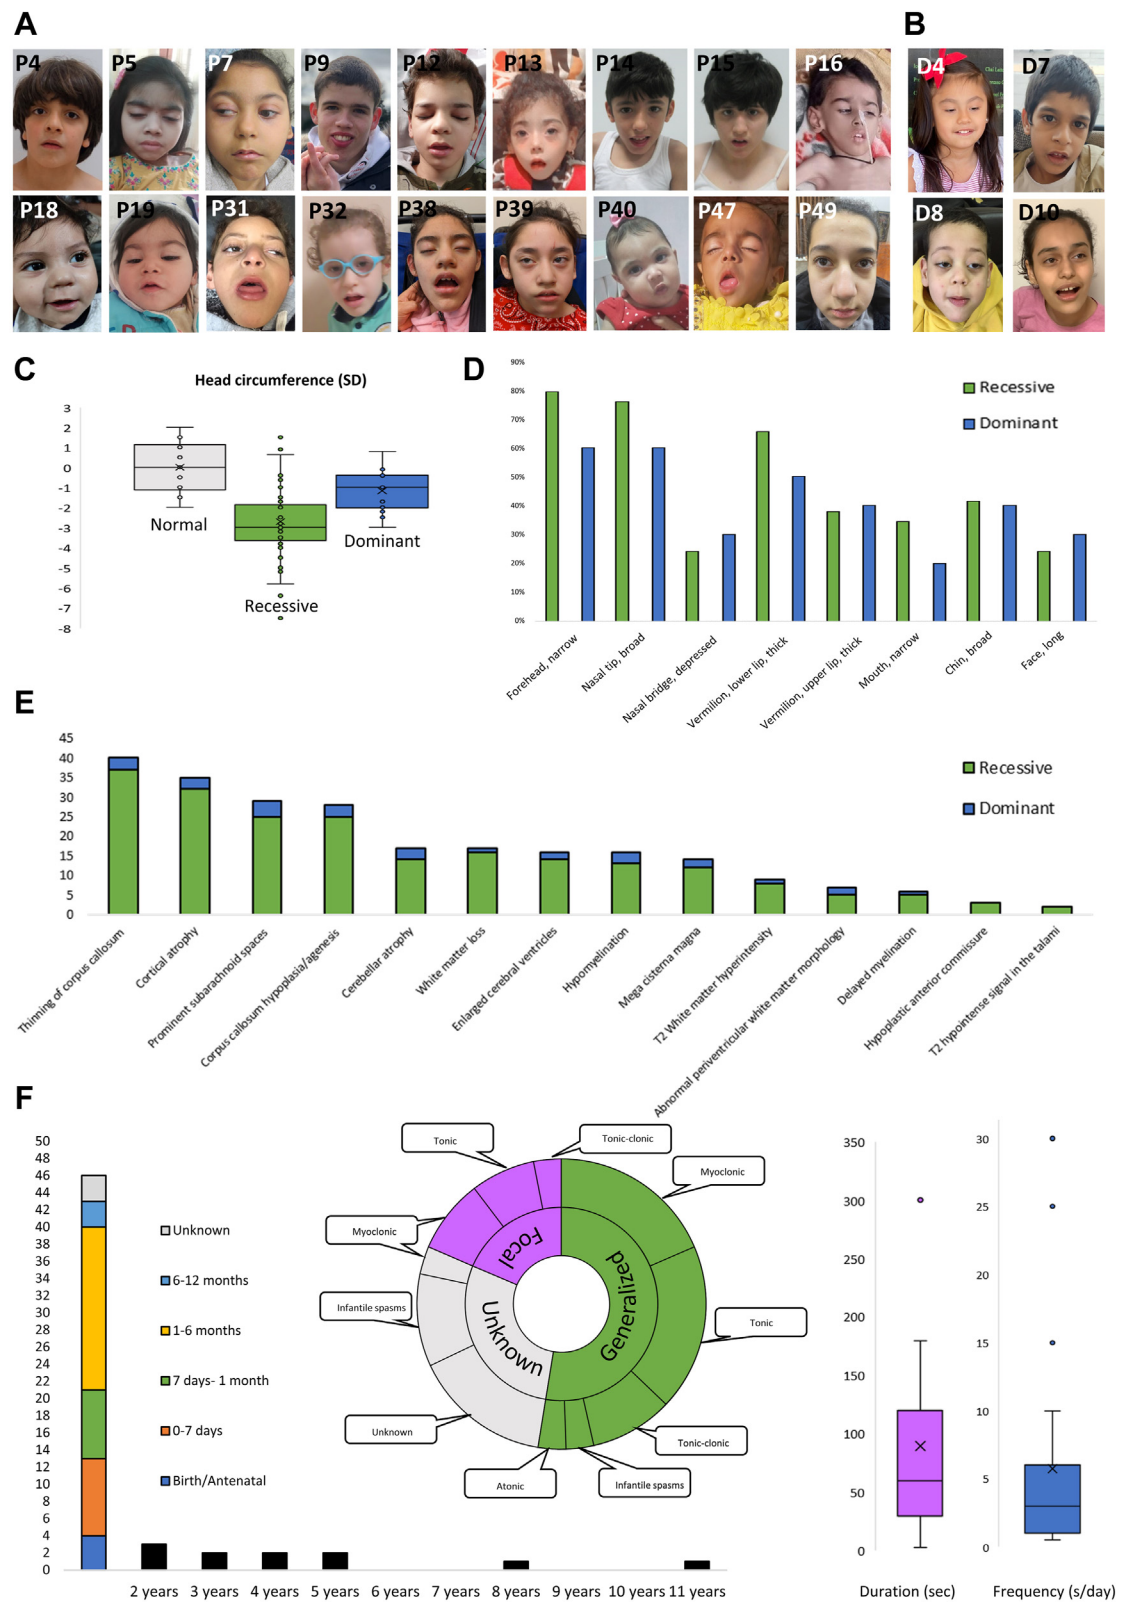 A
B
P4
P5
P7
P9
P12
P13
P14
P15
P16
D4
D7
P18
P19
P31
P32
P38
P39
P40
P47
P49
D8
D10
C
Head circumference (SD)
3
2
1
0
-1
-2
-3
-4
-5
-6
-7
-8
Normal
Recessive
Dominant
D
90%
80%
70%
60%
50%
40%
30%
20%
10%
0%
Recessive
Dominant
Forehead, narrow
Nasal tip, broad
Nasal bridge, depressed
Vermilion, lower lip, thick
Vermilion, upper lip, thick
Mouth, narrow
Chin, broad
Face, long
E
45
40
35
30
25
20
15
10
5
0
Recessive
Dominant
Thinning of corpus callosum
Cortical atrophy
Prominent subarachnoid spaces
Corpus callosum hypoplasia/agenesis
Cerebellar atrophy
White matter loss
Enlarged cerebral ventricles
Hypomyelination
Mega cisterna magna
T2 White matter hyperintensity
Abnormal periventricular white matter morphology
Delayed myelination
Hypoplastic anterior commissure
T2 hypointense signal in the talami
F
50
48
46
44
42
40
38
36
34
32
30
28
26
24
22
20
18
16
14
12
10
8
6
4
2
0
Unknown
6-12 months
1-6 months
7 days- 1 month
0-7 days
Birth/Antenatal
2 years
3 years
4 years
5 years
6 years
7 years
8 years
9 years
10 years
11 years
Tonic
Tonic-clonic
Myoclonic
Myoclonic
Infantile spasms
Tonic
Unknown
Tonic-clonic
Atonic
Infantile spasms
Focal
Generalized
Unknown
350
300
250
200
150
100
50
0
Duration (sec)
30
25
20
15
10
5
0
Frequency (s/day)